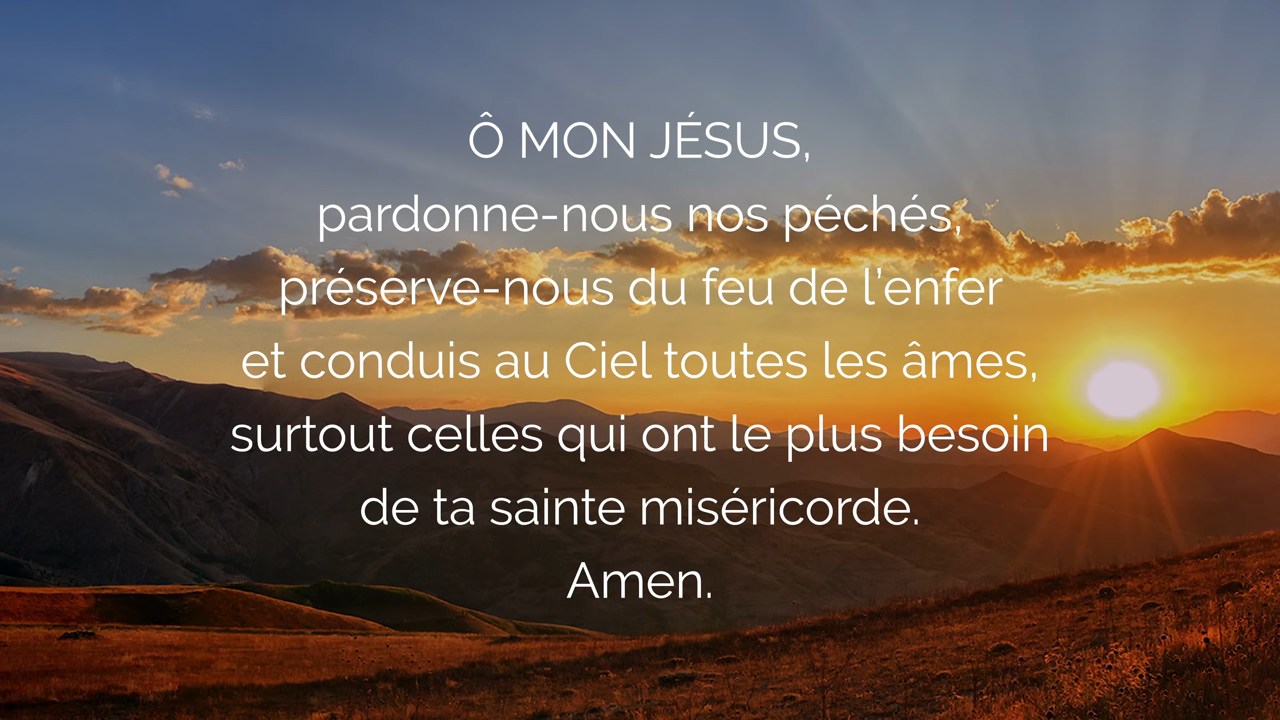 Ô MON JÉSUS,
pardonne-nous nos péchés,
préserve-nous du feu de l’enfer
et conduis au Ciel toutes les âmes,
surtout celles qui ont le plus besoin
de ta sainte miséricorde.
Amen.